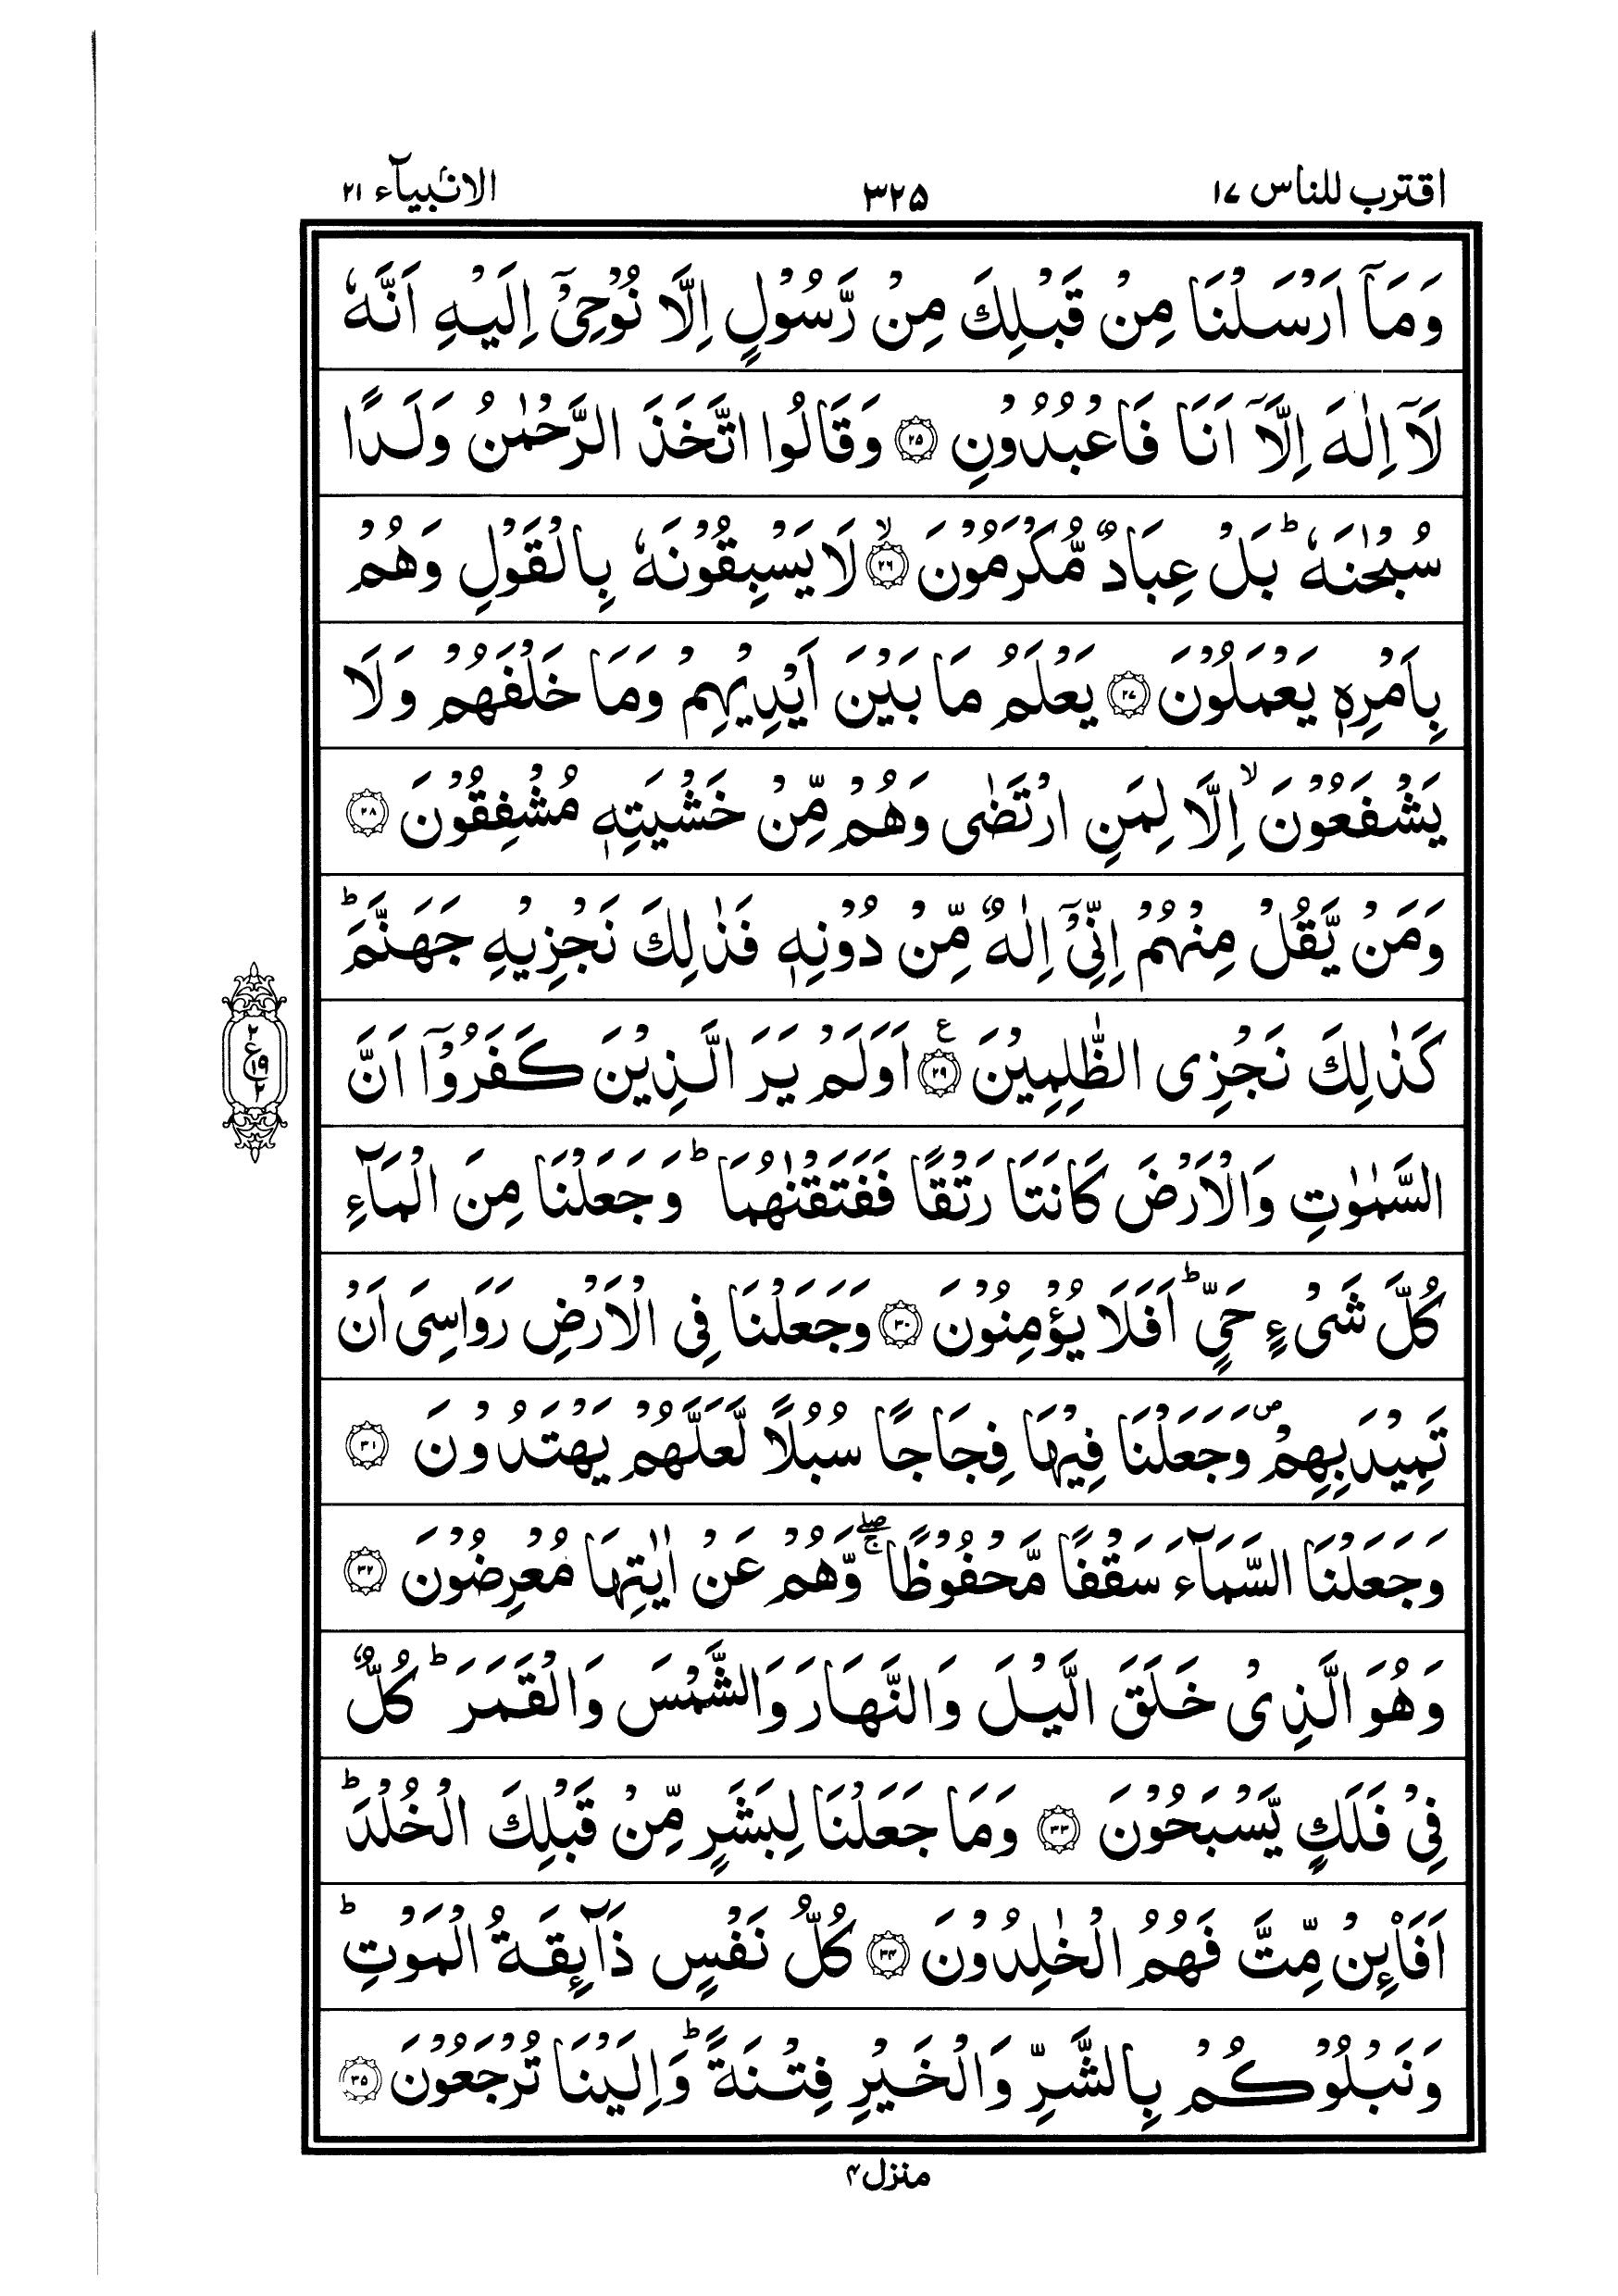 اقترب للناس ١٧
٣٢٥
الانبیآء ٢١
وَمَاۤ اَرْسَلْنَا مِنْ قَبْلِكَ مِنْ رَّسُوْلٍ اِلَّا نُوْحِیْۤ اِلَیْهِ اَنَّهٗ
لَاۤ اِلٰهَ اِلَّاۤ اَنَا فَاعْبُدُوْنِ ۝٢٥ وَقَالُوا اتَّخَذَ الرَّحْمٰنُ وَلَدًا
سُبْحٰنَهٗ ؕ بَلْ عِبَادٌ مُّكْرَمُوْنَ ۝٢٦ ۙ لَا یَسْبِقُوْنَهٗ بِالْقَوْلِ وَهُمْ
بِاَمْرِهٖ یَعْمَلُوْنَ ۝٢٧ یَعْلَمُ مَا بَیْنَ اَیْدِیْهِمْ وَمَا خَلْفَهُمْ وَلَا
یَشْفَعُوْنَ ۙ اِلَّا لِمَنِ ارْتَضٰی وَهُمْ مِّنْ خَشْیَتِهٖ مُشْفِقُوْنَ ۝٢٨
وَمَنْ یَّقُلْ مِنْهُمْ اِنِّیْۤ اِلٰهٌ مِّنْ دُوْنِهٖ فَذٰلِكَ نَجْزِیْهِ جَهَنَّمَ ؕ
كَذٰلِكَ نَجْزِی الظّٰلِمِیْنَ ۝٢٩ ع اَوَلَمْ یَرَ الَّذِیْنَ كَفَرُوْۤا اَنَّ
السَّمٰوٰتِ وَالْاَرْضَ كَانَتَا رَتْقًا فَفَتَقْنٰهُمَا ؕ وَجَعَلْنَا مِنَ الْمَآءِ
كُلَّ شَیْءٍ حَیٍّ ؕ اَفَلَا یُؤْمِنُوْنَ ۝٣٠ وَجَعَلْنَا فِی الْاَرْضِ رَوَاسِیَ اَنْ
تَمِیْدَ بِهِمْ ۪ وَجَعَلْنَا فِیْهَا فِجَاجًا سُبُلًا لَّعَلَّهُمْ یَهْتَدُوْنَ ۝٣١
وَجَعَلْنَا السَّمَآءَ سَقْفًا مَّحْفُوْظًا ۚۖ وَّهُمْ عَنْ اٰیٰتِهَا مُعْرِضُوْنَ ۝٣٢
وَهُوَ الَّذِیْ خَلَقَ الَّیْلَ وَالنَّهَارَ وَالشَّمْسَ وَالْقَمَرَ ؕ كُلٌّ
فِیْ فَلَكٍ یَّسْبَحُوْنَ ۝٣٣ وَمَا جَعَلْنَا لِبَشَرٍ مِّنْ قَبْلِكَ الْخُلْدَ ؕ
اَفَا۟ىِٕنْ مِّتَّ فَهُمُ الْخٰلِدُوْنَ ۝٣٤ كُلُّ نَفْسٍ ذَآىِٕقَةُ الْمَوْتِ ؕ
وَنَبْلُوْكُمْ بِالشَّرِّ وَالْخَیْرِ فِتْنَةً ؕ وَاِلَیْنَا تُرْجَعُوْنَ ۝٣٥
٢
ع ١٩
٢
منزل ٤